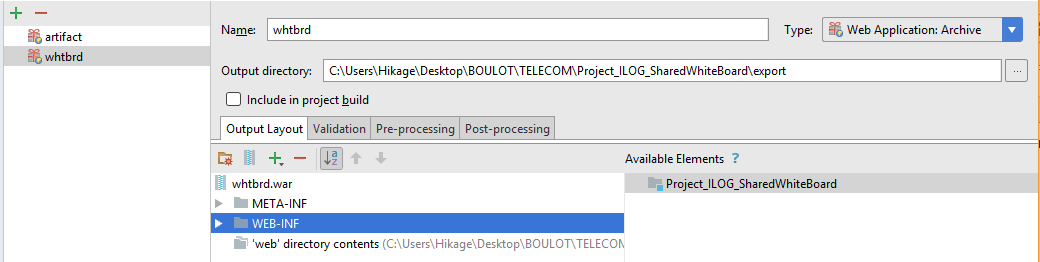 artifact
whtbrd
Name: whtbrd Type: Web Application: Archive
Output directory: C:\Users\Hikage\Desktop\BOULOT\TELECOM\Project_ILOG_SharedWhiteBoard\export ...
Include in project build
Output Layout Validation Pre-processing Post-processing
a z Available Elements ?
whtbrd.war Project_ILOG_SharedWhiteBoard
META-INF
WEB-INF
'web' directory contents (C:\Users\Hikage\Desktop\BOULOT\TELECOM